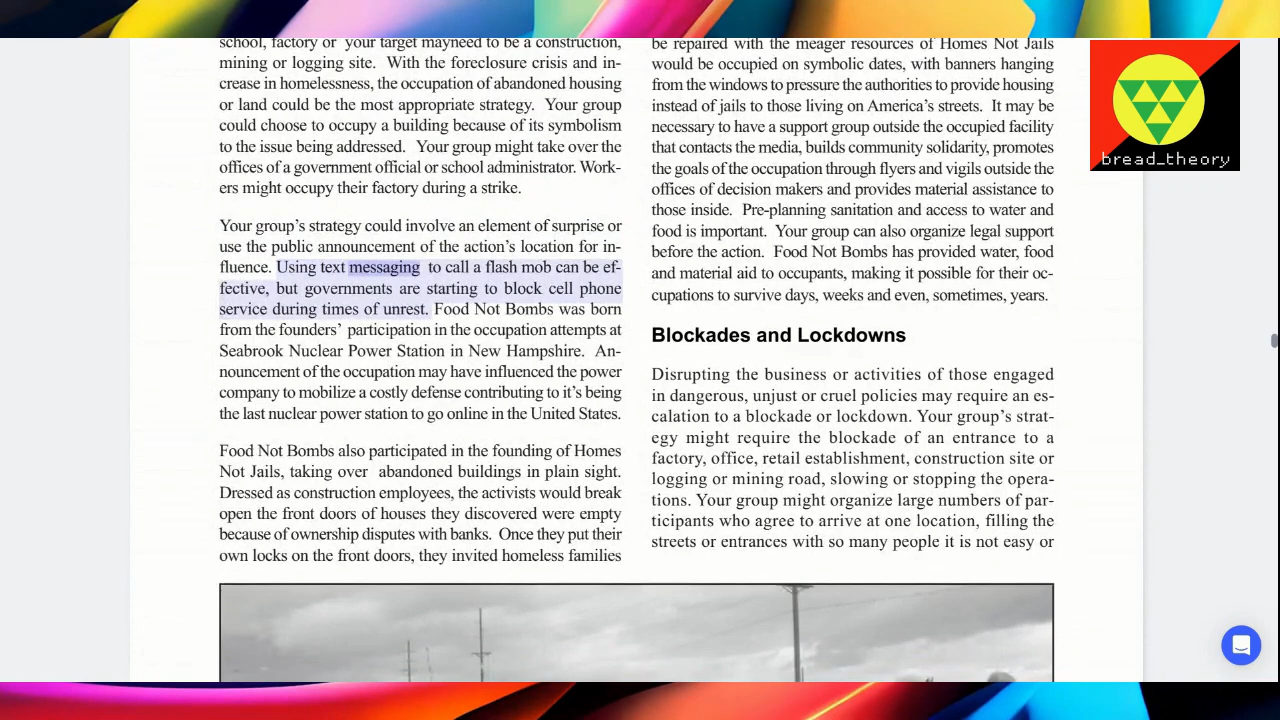 school, factory or  your target mayneed to be a construction,
mining or logging site.  With the foreclosure crisis and in-
crease in homelessness, the occupation of abandoned housing
or land could be the most appropriate strategy.  Your group
could choose to occupy a building because of its symbolism
to the issue being addressed.  Your group might take over the
offices of a government official or school administrator. Work-
ers might occupy their factory during a strike.
Your group's strategy could involve an element of surprise or
use the public announcement of the action's location for in-
fluence. Using text messaging  to call a flash mob can be ef-
fective, but governments are starting to block cell phone
service during times of unrest. Food Not Bombs was born
from the founders' participation in the occupation attempts at
Seabrook Nuclear Power Station in New Hampshire.  An-
nouncement of the occupation may have influenced the power
company to mobilize a costly defense contributing to it's being
the last nuclear power station to go online in the United States.
Food Not Bombs also participated in the founding of Homes
Not Jails, taking over  abandoned buildings in plain sight.
Dressed as construction employees, the activists would break
open the front doors of houses they discovered were empty
because of ownership disputes with banks.  Once they put their
own locks on the front doors, they invited homeless families
be repaired with the meager resources of Homes Not Jails
would be occupied on symbolic dates, with banners hanging
from the windows to pressure the authorities to provide housing
instead of jails to those living on America's streets.  It may be
necessary to have a support group outside the occupied facility
that contacts the media, builds community solidarity, promotes
the goals of the occupation through flyers and vigils outside the
offices of decision makers and provides material assistance to
those inside.  Pre-planning sanitation and access to water and
food is important.  Your group can also organize legal support
before the action.  Food Not Bombs has provided water, food
and material aid to occupants, making it possible for their oc-
cupations to survive days, weeks and even, sometimes, years.
Blockades and Lockdowns
Disrupting the business or activities of those engaged
in dangerous, unjust or cruel policies may require an es-
calation to a blockade or lockdown. Your group's strat-
egy might require the blockade of an entrance to a
factory, office, retail establishment, construction site or
logging or mining road, slowing or stopping the opera-
tions. Your group might organize large numbers of par-
ticipants who agree to arrive at one location, filling the
streets or entrances with so many people it is not easy or
bread_theory